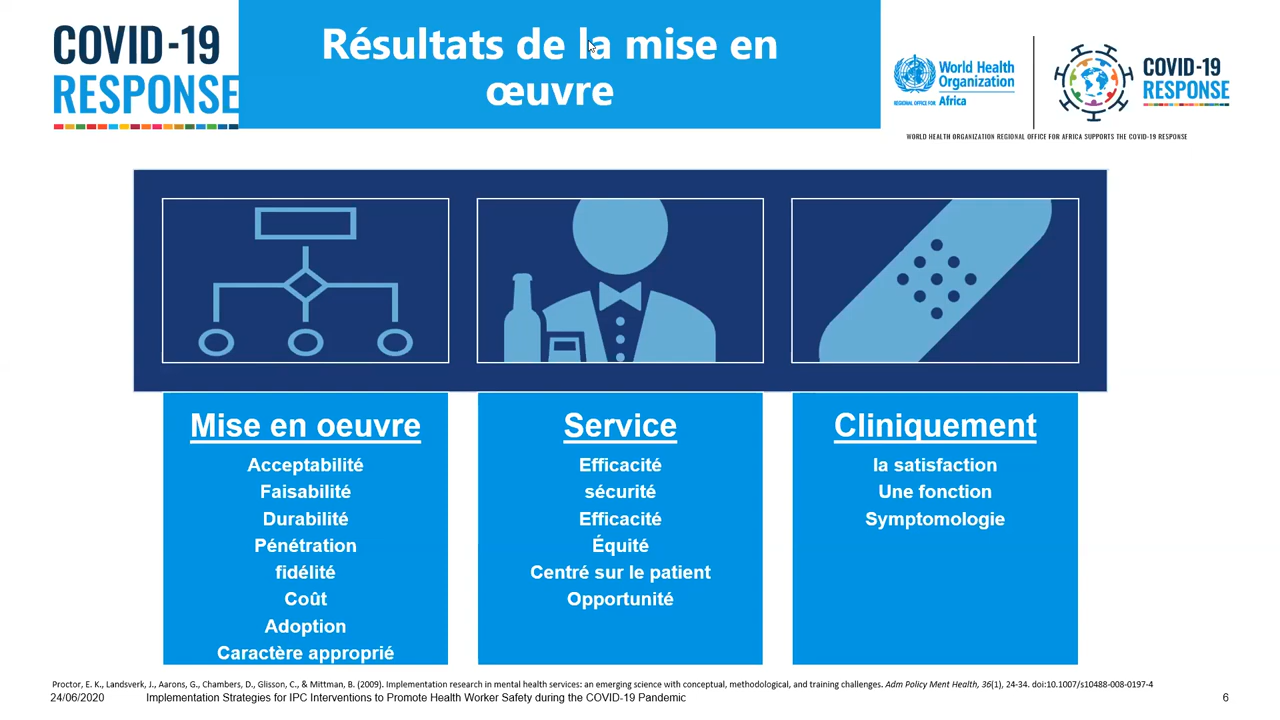 COVID-19
RESPONSE
Résultats de la mise en
œuvre
World Health
Organization
REGIONAL OFFICE FOR Africa
COVID-19
RESPONSE
WORLD HEALTH ORGANIZATION REGIONAL OFFICE FOR AFRICA SUPPORTS THE COVID-19 RESPONSE
Mise en oeuvre
Acceptabilité
Faisabilité
Durabilité
Pénétration
fidélité
Coût
Adoption
Caractère approprié
Service
Efficacité
sécurité
Efficacité
Équité
Centré sur le patient
Opportunité
Cliniquement
la satisfaction
Une fonction
Symptomologie
Proctor, E. K., Landsverk, J., Aarons, G., Chambers, D., Glisson, C., & Mittman, B. (2009). Implementation research in mental health services: an emerging science with conceptual, methodological, and training challenges. Adm Policy Ment Health, 36(1), 24-34. doi:10.1007/s10488-008-0197-4
24/06/2020 Implementation Strategies for IPC Interventions to Promote Health Worker Safety during the COVID-19 Pandemic 6